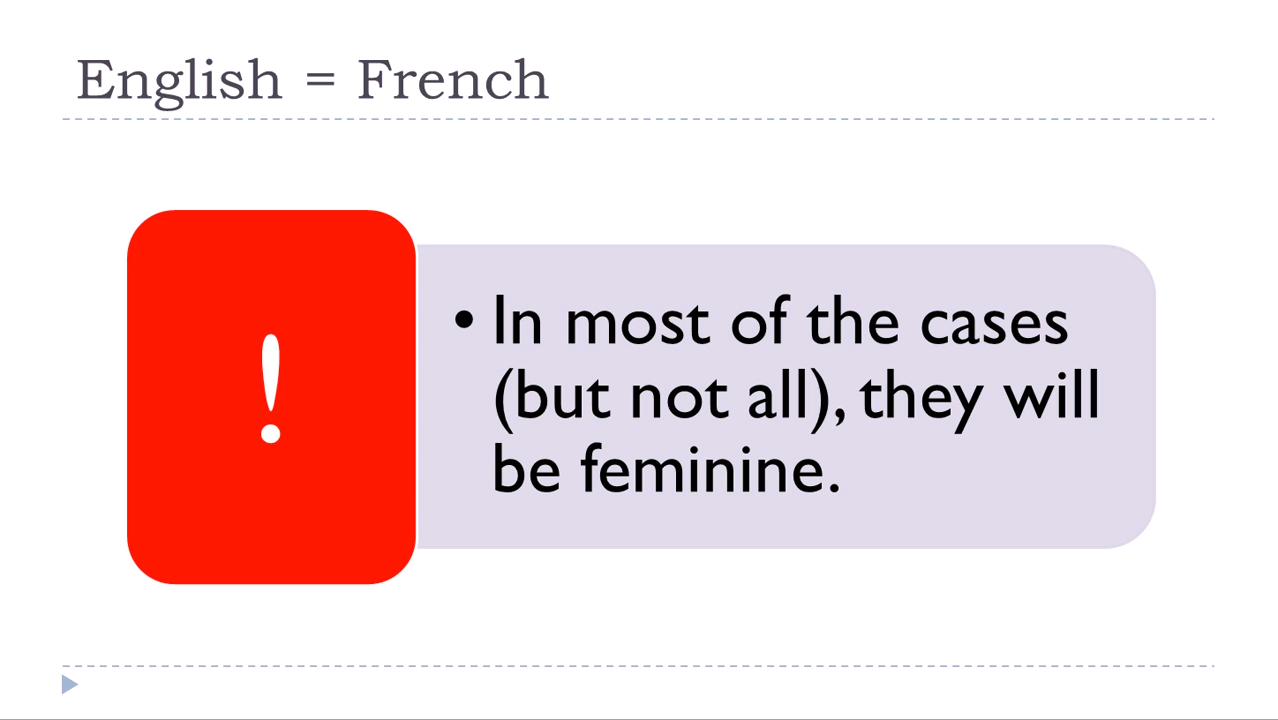 English = French
!
• In most of the cases
(but not all), they will
be feminine.